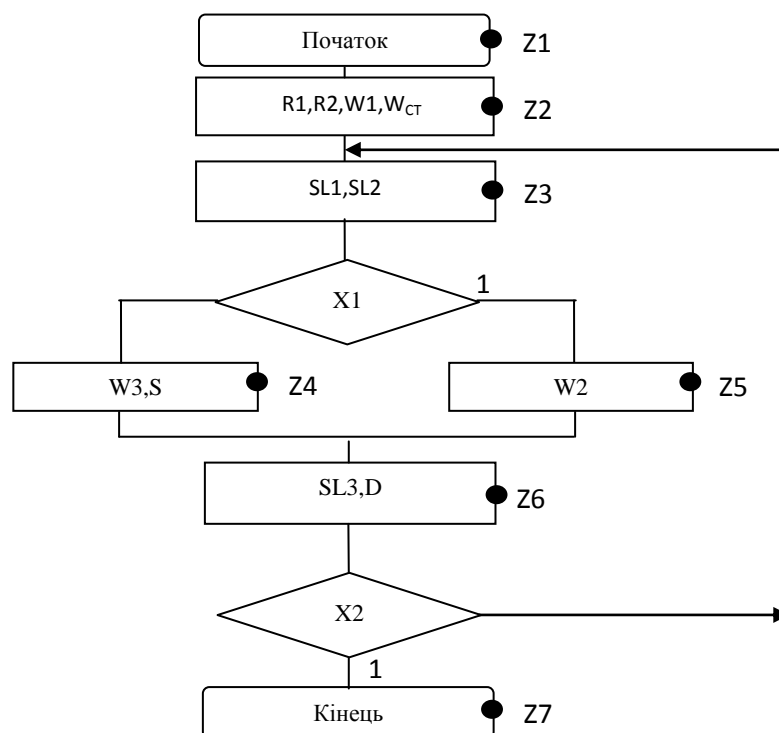 Початок
Z1
R1,R2,W1,WCT
Z2
SL1,SL2
Z3
X1
1
W3,S
Z4
W2
Z5
SL3,D
Z6
X2
1
Кінець
Z7